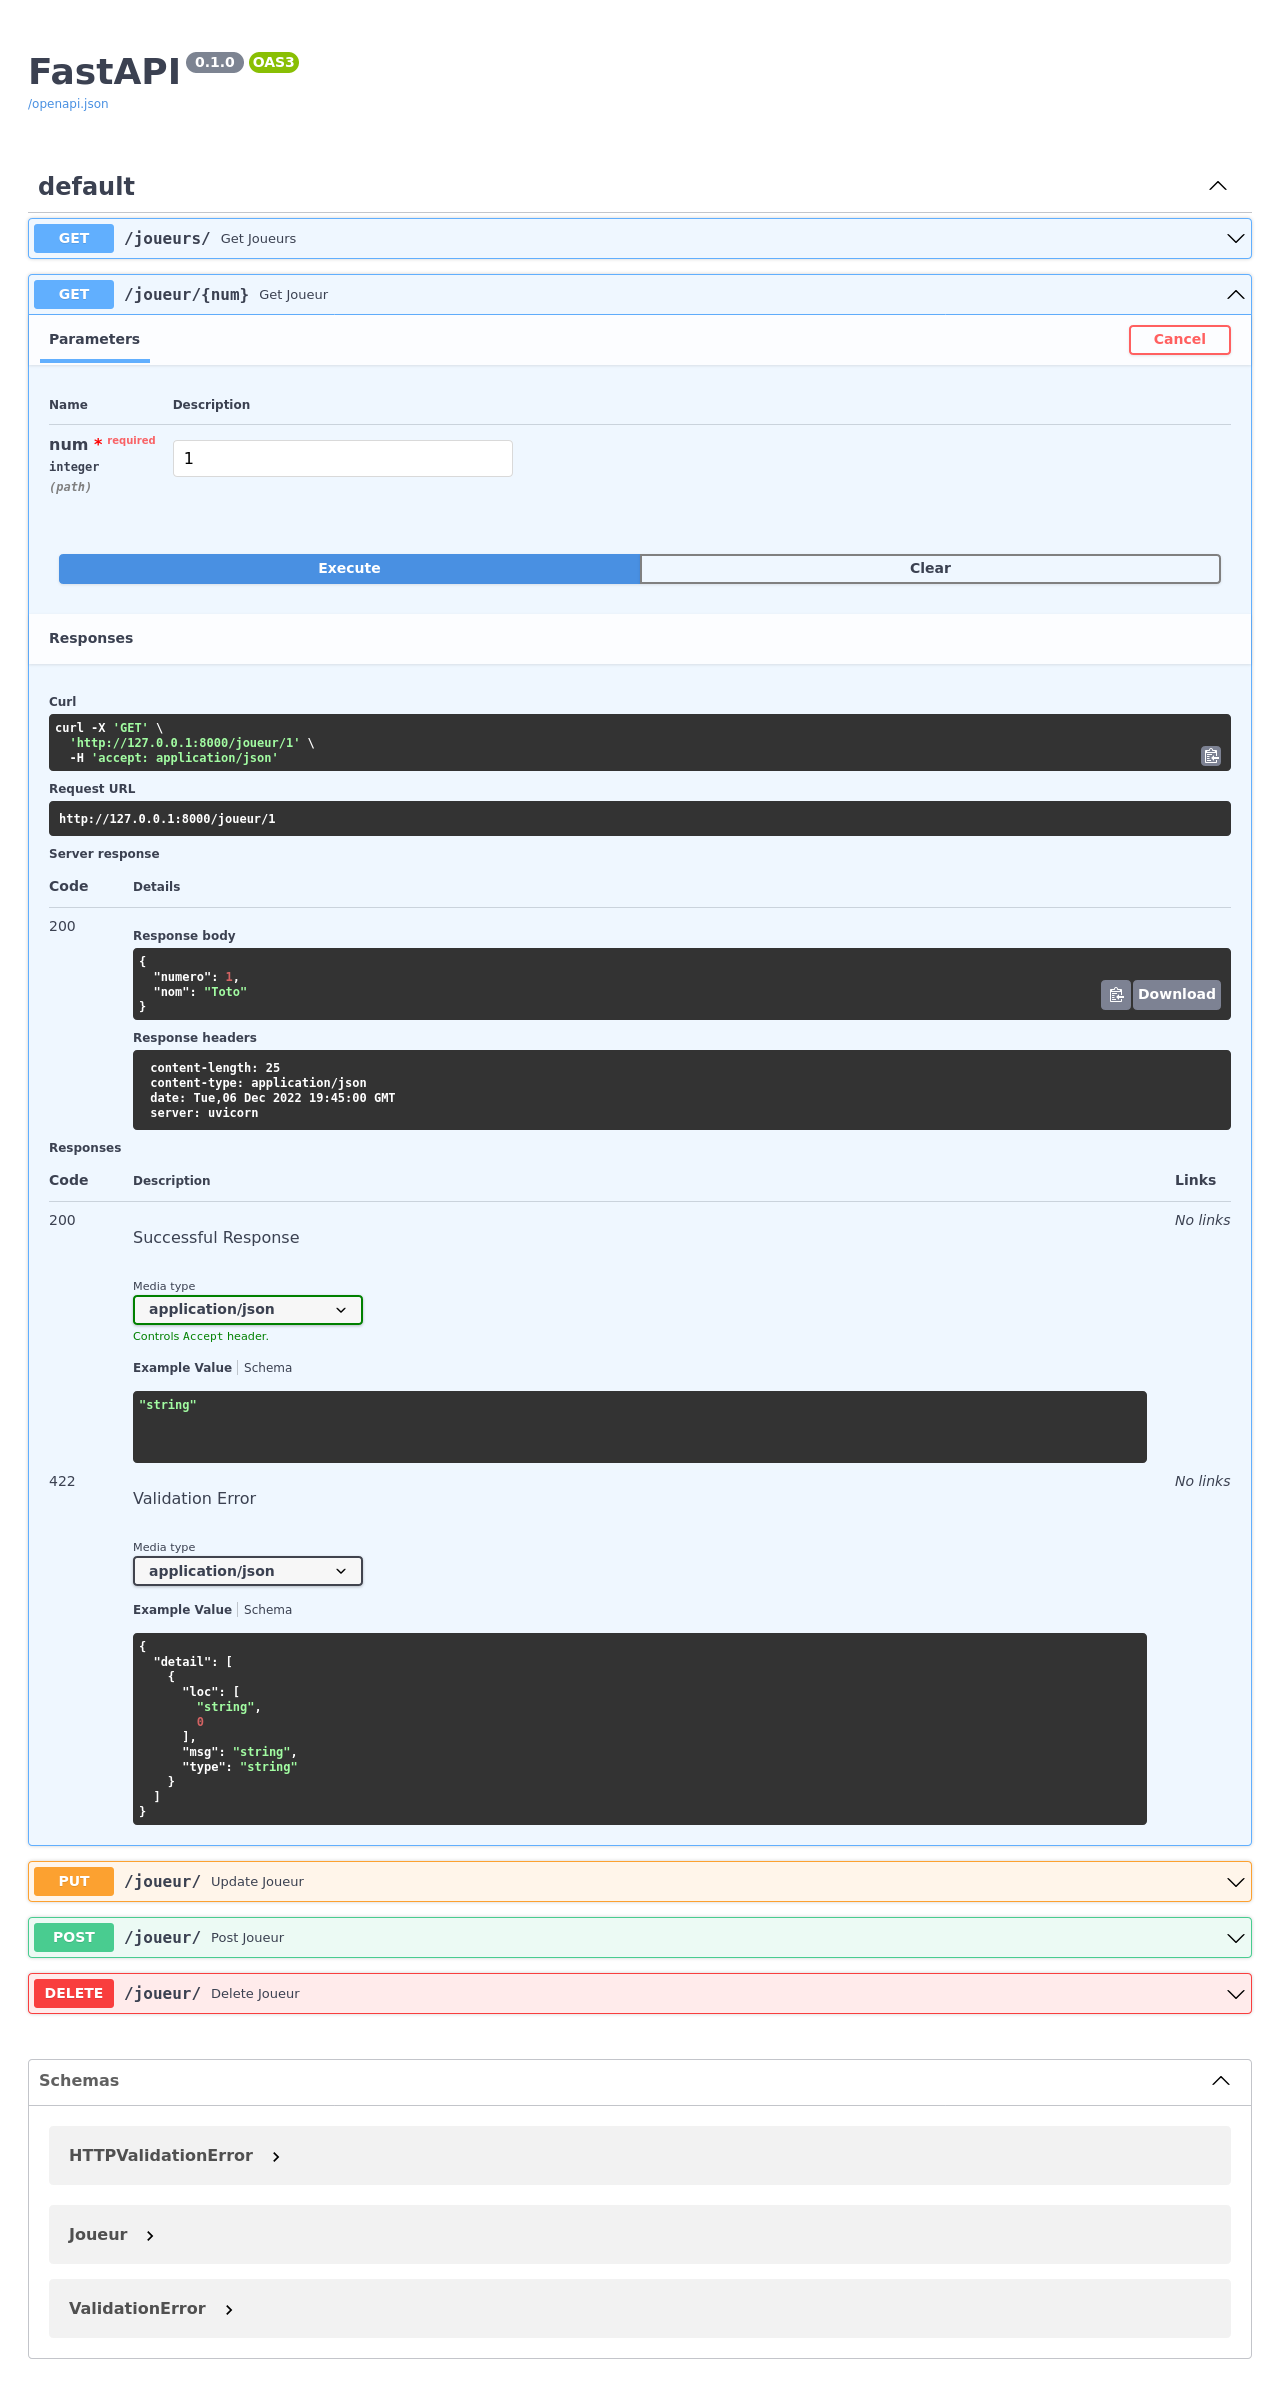 FastAPI 0.1.0 OAS3
/openapi.json
default
GET /joueurs/ Get Joueurs
GET /joueur/{num} Get Joueur
Parameters Cancel
Name Description
num * required
1
integer
(path)
Execute Clear
Responses
Curl
curl -X 'GET' \
  'http://127.0.0.1:8000/joueur/1' \
  -H 'accept: application/json'
Request URL
http://127.0.0.1:8000/joueur/1
Server response
Code Details
200
Response body
{
  "numero": 1,
  "nom": "Toto"
}
Download
Response headers
content-length: 25
content-type: application/json
date: Tue,06 Dec 2022 19:45:00 GMT
server: uvicorn
Responses
Code Description Links
200 No links
Successful Response
Media type
application/json
Controls Accept header.
Example Value Schema
"string"
422 No links
Validation Error
Media type
application/json
Example Value Schema
{
  "detail": [
    {
      "loc": [
        "string",
        0
      ],
      "msg": "string",
      "type": "string"
    }
  ]
}
PUT /joueur/ Update Joueur
POST /joueur/ Post Joueur
DELETE /joueur/ Delete Joueur
Schemas
HTTPValidationError
Joueur
ValidationError